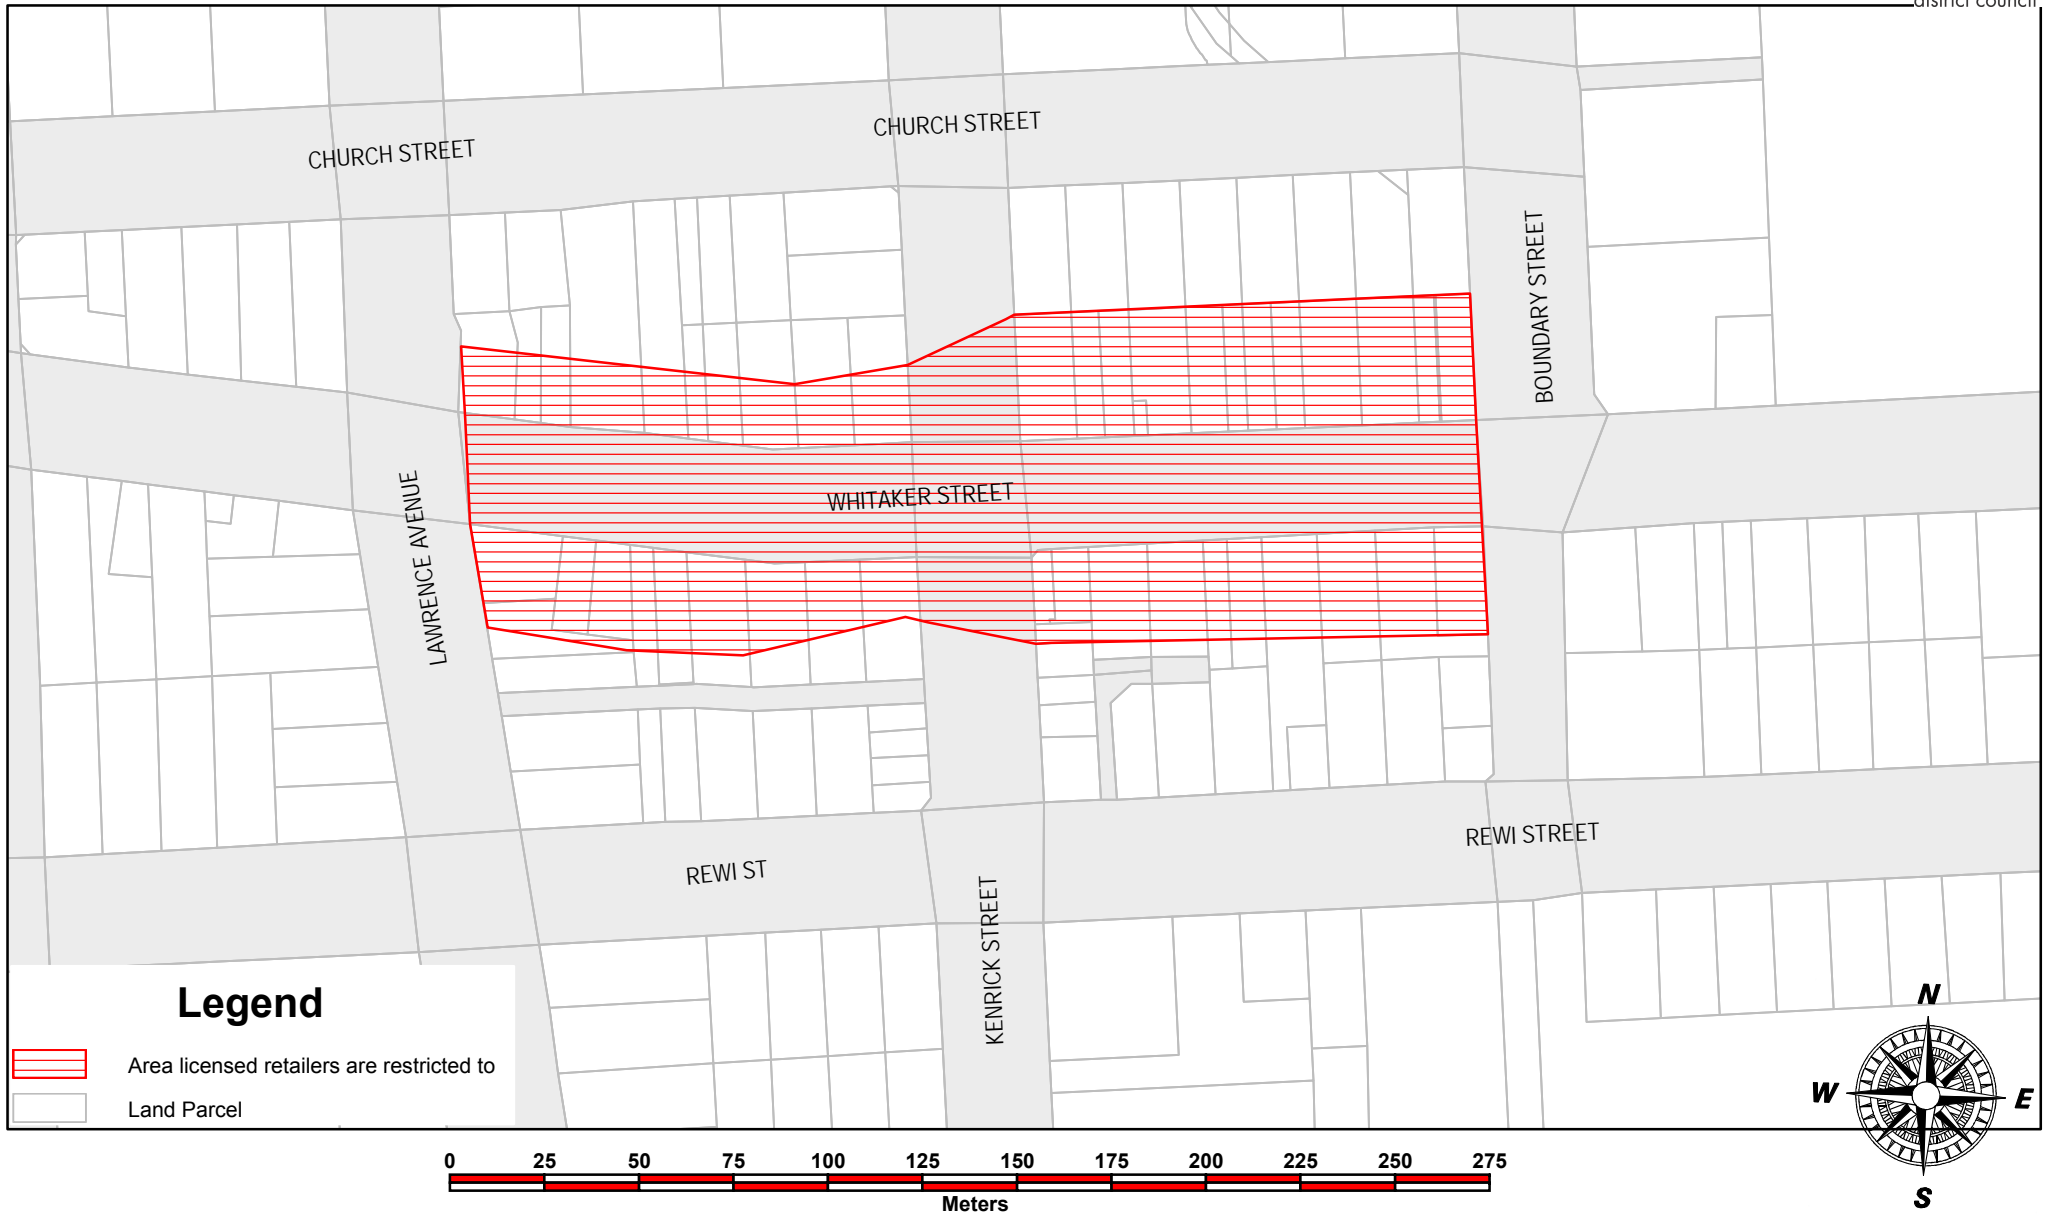 district council
CHURCH STREET
CHURCH STREET
BOUNDARY STREET
WHITAKER STREET
LAWRENCE AVENUE
REWI STREET
REWI ST
KENRICK STREET
Legend
Area licensed retailers are restricted to
Land Parcel
N
W
E
S
0 25 50 75 100 125 150 175 200 225 250 275
Meters